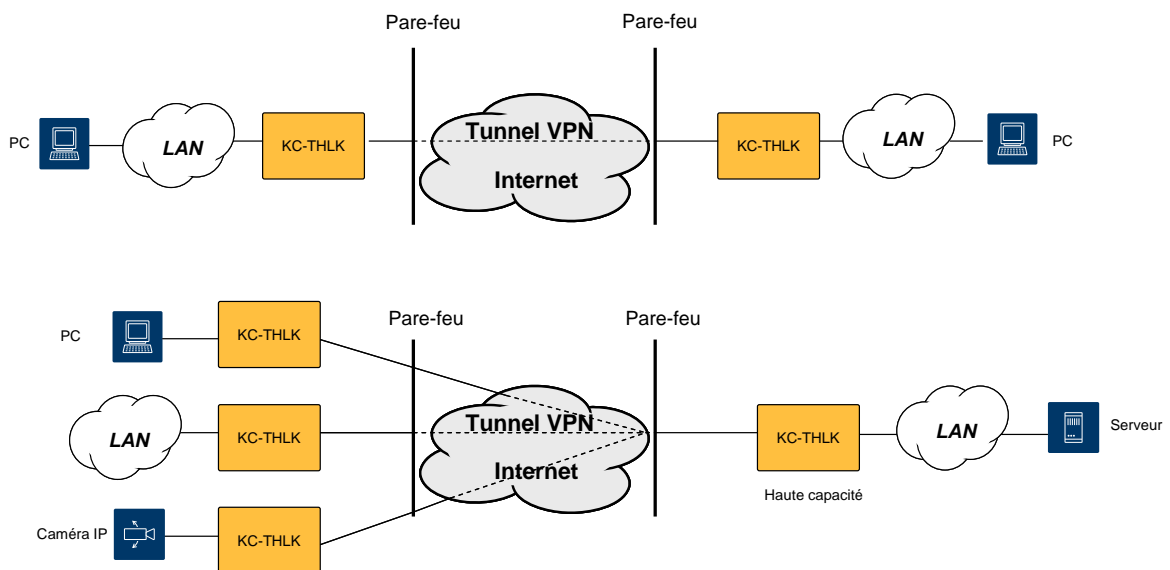 Pare-feu
Pare-feu
PC
LAN
KC-THLK
Tunnel VPN
Internet
KC-THLK
LAN
PC
Pare-feu
Pare-feu
PC
KC-THLK
LAN
KC-THLK
Tunnel VPN
Internet
KC-THLK
LAN
Serveur
Haute capacité
Caméra IP
KC-THLK